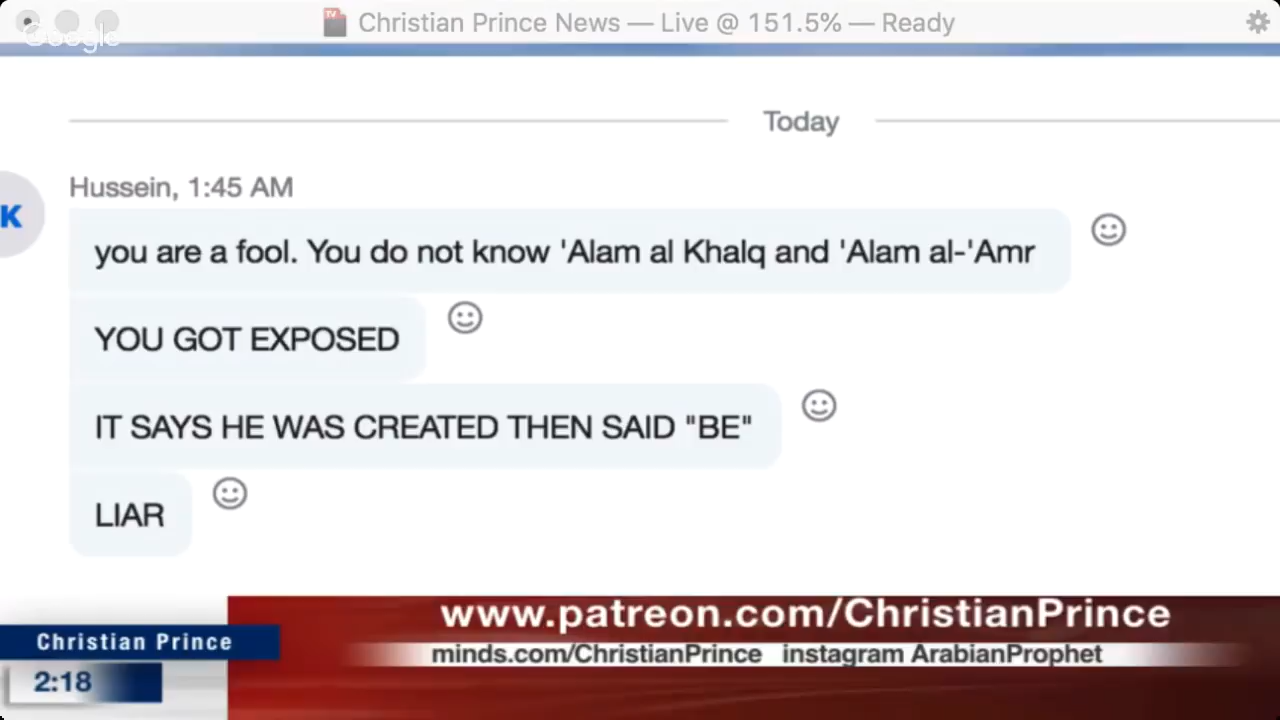 Christian Prince News — Live @ 151.5% — Ready
Google
Today
Hussein, 1:45 AM
K
you are a fool. You do not know 'Alam al Khalq and 'Alam al-'Amr
YOU GOT EXPOSED
IT SAYS HE WAS CREATED THEN SAID "BE"
LIAR
www.patreon.com/ChristianPrince
Christian Prince
minds.com/ChristianPrince instagram ArabianProphet
2:18